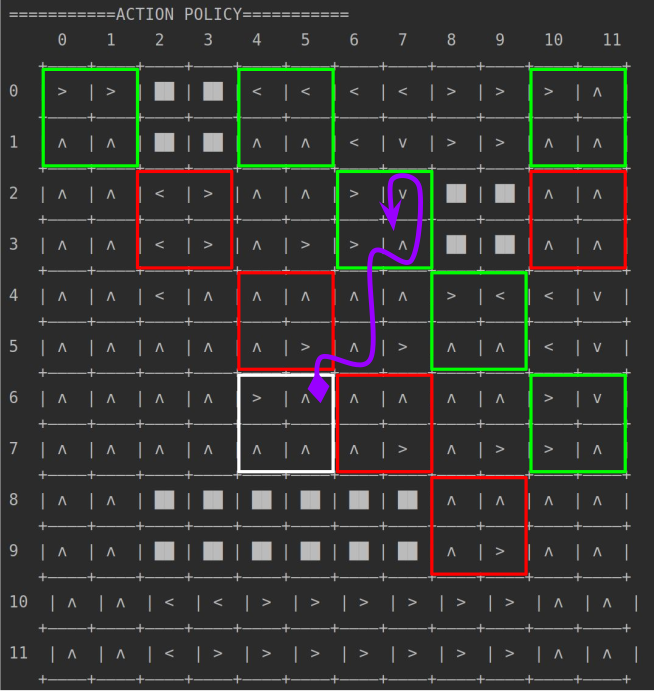 ===========ACTION POLICY===========
0 1 2 3 4 5 6 7 8 9 10 11
+————+————+————+————+————+————+————+————+————+————+————+————+
0 | > | > | ██ | ██ | < | < | < | < | > | > | > | ʌ |
+————+————+————+————+————+————+————+————+————+————+————+————+
1 | ʌ | ʌ | ██ | ██ | ʌ | ʌ | < | v | > | > | ʌ | ʌ |
+————+————+————+————+————+————+————+————+————+————+————+————+
2 | ʌ | ʌ | < | > | ʌ | ʌ | > | v | ██ | ██ | ʌ | ʌ |
+————+————+————+————+————+————+————+————+————+————+————+————+
3 | ʌ | ʌ | < | > | ʌ | > | > | ʌ | ██ | ██ | ʌ | ʌ |
+————+————+————+————+————+————+————+————+————+————+————+————+
4 | ʌ | ʌ | < | ʌ | ʌ | ʌ | ʌ | ʌ | > | < | < | v |
+————+————+————+————+————+————+————+————+————+————+————+————+
5 | ʌ | ʌ | ʌ | ʌ | ʌ | > | ʌ | > | ʌ | ʌ | < | v |
+————+————+————+————+————+————+————+————+————+————+————+————+
6 | ʌ | ʌ | ʌ | ʌ | > | ʌ | ʌ | ʌ | ʌ | ʌ | > | v |
+————+————+————+————+————+————+————+————+————+————+————+————+
7 | ʌ | ʌ | ʌ | ʌ | ʌ | ʌ | ʌ | > | ʌ | > | > | ʌ |
+————+————+————+————+————+————+————+————+————+————+————+————+
8 | ʌ | ʌ | ██ | ██ | ██ | ██ | ██ | ██ | ʌ | ʌ | ʌ | ʌ |
+————+————+————+————+————+————+————+————+————+————+————+————+
9 | ʌ | ʌ | ██ | ██ | ██ | ██ | ██ | ██ | ʌ | > | ʌ | ʌ |
+————+————+————+————+————+————+————+————+————+————+————+————+
10 | ʌ | ʌ | < | < | > | > | > | > | > | > | ʌ | ʌ |
+————+————+————+————+————+————+————+————+————+————+————+————+
11 | ʌ | ʌ | < | > | > | > | > | > | > | > | ʌ | ʌ |
+————+————+————+————+————+————+————+————+————+————+————+————+